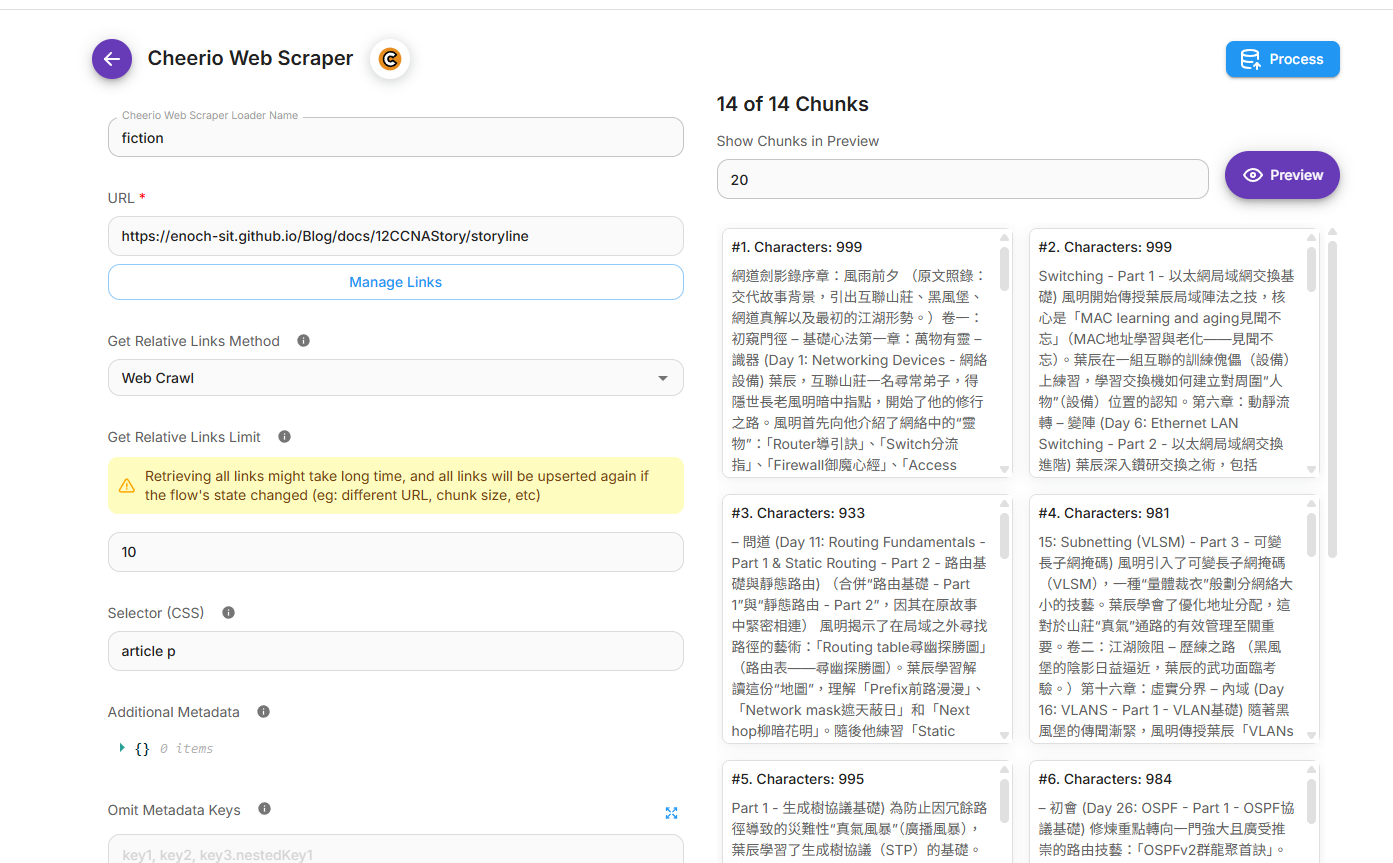 Cheerio Web Scraper
Process
Cheerio Web Scraper Loader Name
fiction
URL *
https://enoch-sit.github.io/Blog/docs/12CCNAStory/storyline
Manage Links
Get Relative Links Method
Web Crawl
Get Relative Links Limit
Retrieving all links might take long time, and all links will be upserted again if
the flow's state changed (eg: different URL, chunk size, etc)
10
Selector (CSS)
article p
Additional Metadata
{} 0 items
Omit Metadata Keys
key1, key2, key3.nestedKey1
14 of 14 Chunks
Show Chunks in Preview
20
Preview
#1. Characters: 999
網道劍影錄序章：風雨前夕 （原文照錄：
交代故事背景，引出互聯山莊、黑風堡、
網道真解以及最初的江湖形勢。）卷一：
初窺門徑 – 基礎心法第一章：萬物有靈 –
識器 (Day 1: Networking Devices - 網絡
設備) 葉辰，互聯山莊一名尋常弟子，得
隱世長老風明暗中指點，開始了他的修行
之路。風明首先向他介紹了網絡中的“靈
物”：「Router導引訣」、「Switch分流
指」、「Firewall御魔心經」、「Access
#2. Characters: 999
Switching - Part 1 - 以太網局域網交換基
礎) 風明開始傳授葉辰局域陣法之技，核
心是「MAC learning and aging見聞不
忘」（MAC地址學習與老化——見聞不
忘）。葉辰在一組互聯的訓練傀儡（設備）
上練習，學習交換機如何建立對周圍“人
物”（設備）位置的認知。第六章：動靜流
轉 – 變陣 (Day 6: Ethernet LAN
Switching - Part 2 - 以太網局域網交換
進階) 葉辰深入鑽研交換之術，包括
#3. Characters: 933
– 問道 (Day 11: Routing Fundamentals -
Part 1 & Static Routing - Part 2 - 路由基
礎與靜態路由) （合併“路由基礎 - Part
1”與“靜態路由 - Part 2”，因其在原故事
中緊密相連） 風明揭示了在局域之外尋找
路徑的藝術：「Routing table尋幽探勝圖」
（路由表——尋幽探勝圖）。葉辰學習解
讀這份“地圖”，理解「Prefix前路漫漫」、
「Network mask遮天蔽日」和「Next
hop柳暗花明」。隨後他練習「Static
#4. Characters: 981
15: Subnetting (VLSM) - Part 3 - 可變
長子網掩碼) 風明引入了可變長子網掩碼
（VLSM），一種“量體裁衣”般劃分網絡大
小的技藝。葉辰學會了優化地址分配，這
對於山莊“真氣”通路的有效管理至關重
要。卷二：江湖險阻 – 歷練之路 （黑風
堡的陰影日益逼近，葉辰的武功面臨考
驗。）第十六章：虛實分界 – 內域 (Day
16: VLANS - Part 1 - VLAN基礎) 隨著黑
風堡的傳聞漸緊，風明傳授葉辰「VLANs
#5. Characters: 995
Part 1 - 生成樹協議基礎) 為防止因冗餘路
徑導致的災難性“真氣風暴”（廣播風暴），
葉辰學習了生成樹協議（STP）的基礎。
#6. Characters: 984
– 初會 (Day 26: OSPF - Part 1 - OSPF協
議基礎) 修煉重點轉向一門強大且廣受推
崇的路由技藝：「OSPFv2群龍聚首訣」。